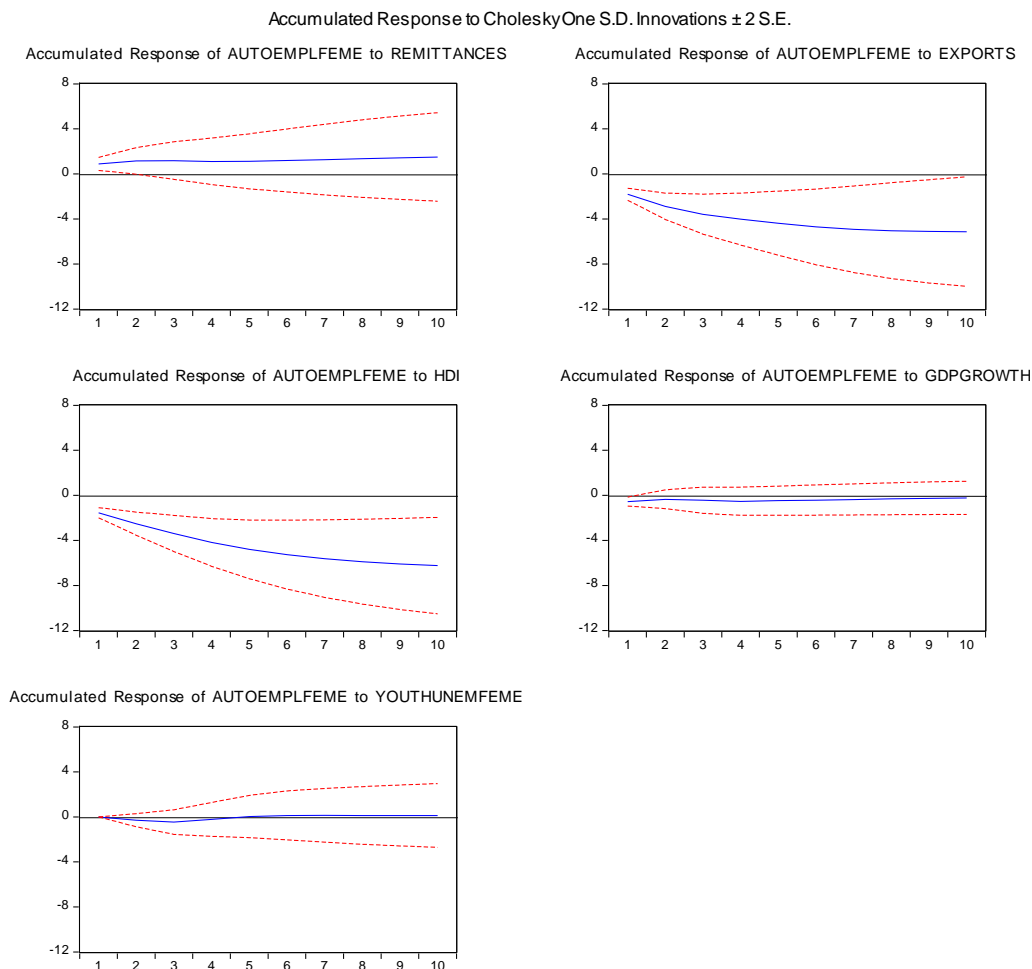 Accumulated Response to Cholesky One S.D. Innovations ± 2 S.E.
Accumulated Response of AUTOEMPLFEME to REMITTANCES
8
4
0
-4
-8
-12
1 2 3 4 5 6 7 8 9 10
Accumulated Response of AUTOEMPLFEME to EXPORTS
8
4
0
-4
-8
-12
1 2 3 4 5 6 7 8 9 10
Accumulated Response of AUTOEMPLFEME to HDI
8
4
0
-4
-8
-12
1 2 3 4 5 6 7 8 9 10
Accumulated Response of AUTOEMPLFEME to GDPGROWTH
8
4
0
-4
-8
-12
1 2 3 4 5 6 7 8 9 10
Accumulated Response of AUTOEMPLFEME to YOUTHUNEMFEME
8
4
0
-4
-8
-12
1 2 3 4 5 6 7 8 9 10